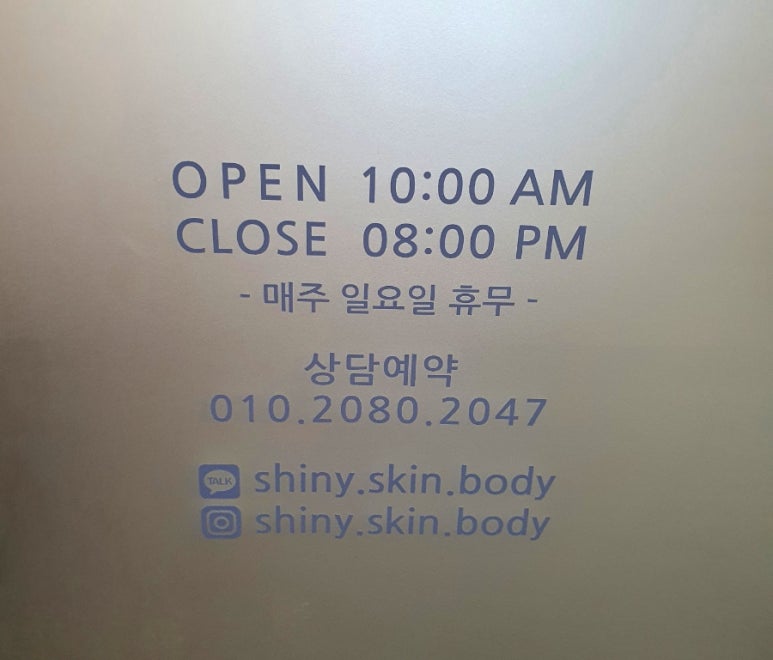 OPEN 10:00 AM
CLOSE 08:00 PM
- 매주 일요일 휴무 -
상담예약
010.2080.2047
TALK shiny.skin.body
shiny.skin.body